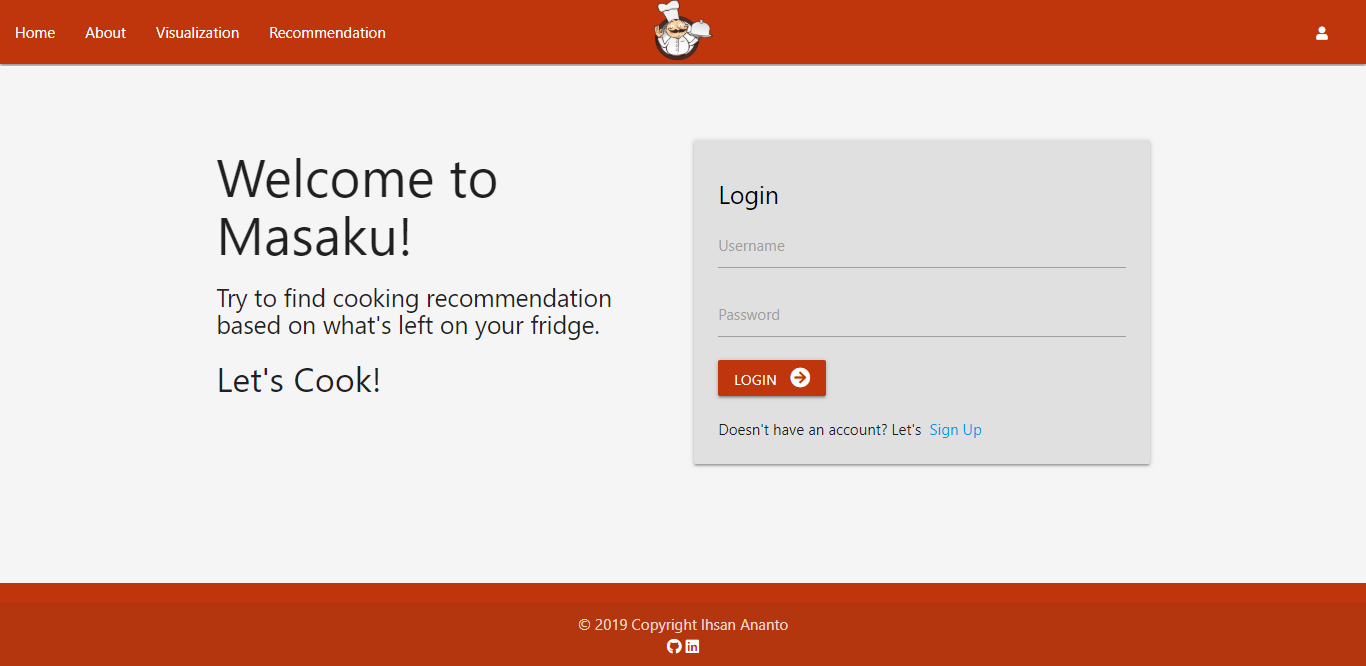 Home About Visualization Recommendation
Welcome to
Masaku!
Try to find cooking recommendation
based on what's left on your fridge.
Let's Cook!
Login
Username
Password
LOGIN
Doesn't have an account? Let's Sign Up
© 2019 Copyright Ihsan Ananto
in